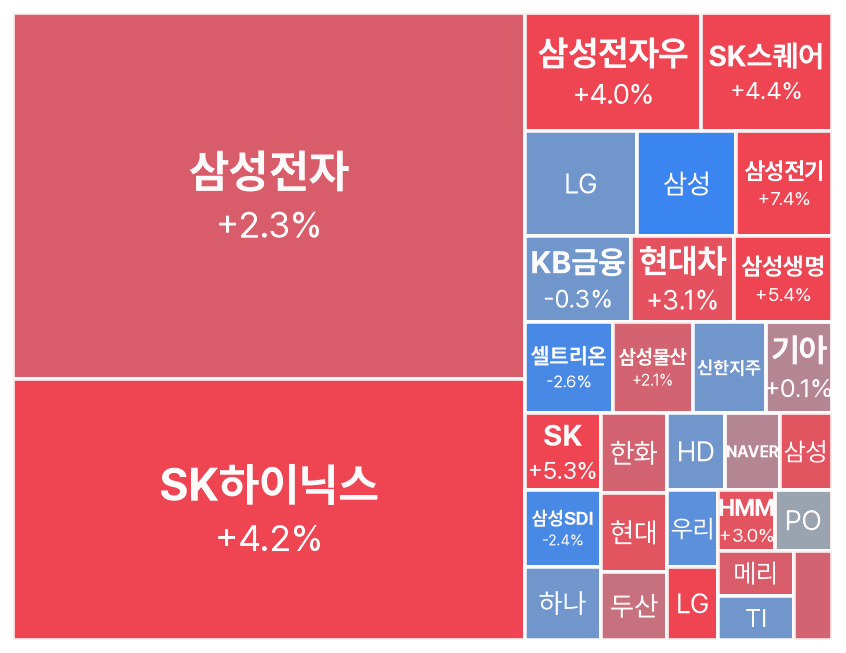 삼성전자
+2.3%
SK하이닉스
+4.2%
삼성전자우
+4.0%
SK스퀘어
+4.4%
LG
삼성
삼성전기
+7.4%
KB금융
-0.3%
현대차
+3.1%
삼성생명
+5.4%
셀트리온
-2.6%
삼성물산
+2.1%
신한지주
기아
+0.1%
SK
+5.3%
한화
HD
NAVER
삼성
삼성SDI
-2.4%
현대
우리
HMM
+3.0%
PO
메리
하나
두산
LG
TI